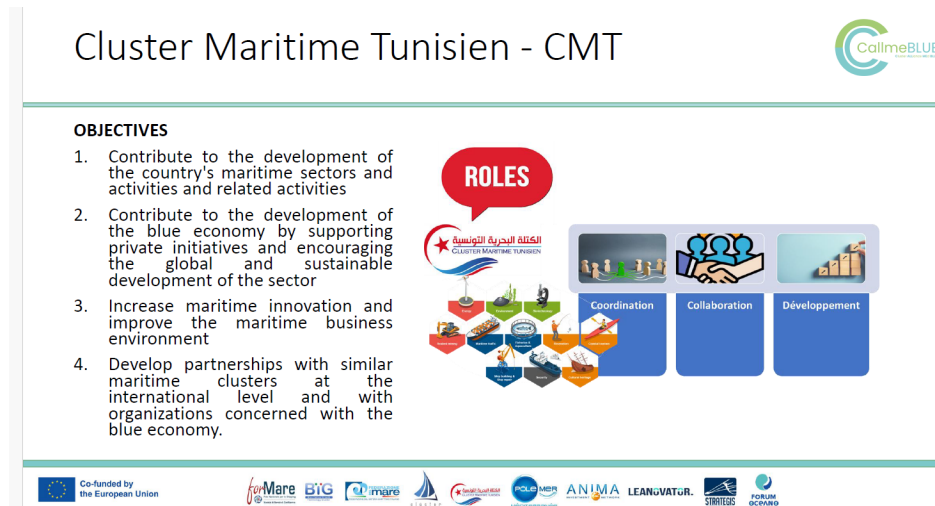 Cluster Maritime Tunisien - CMT
CallmeBLUE
OBJECTIVES
1. Contribute to the development of
the country's maritime sectors and
activities and related activities
2. Contribute to the development of
the blue economy by supporting
private initiatives and encouraging
the global and sustainable
development of the sector
3. Increase maritime innovation and
improve the maritime business
environment
4. Develop partnerships with similar
maritime clusters at the
international level and with
organizations concerned with the
blue economy.
ROLES
الكتلة البحرية التونسية
CLUSTER MARITIME TUNISIEN
Coordination
Collaboration
Développement
Co-funded by
the European Union
forMare
BIG
mare
cluster
POLE MER
ANIMA
LEANOVATOR.
STRATEGIS
FORUM
OCEANO